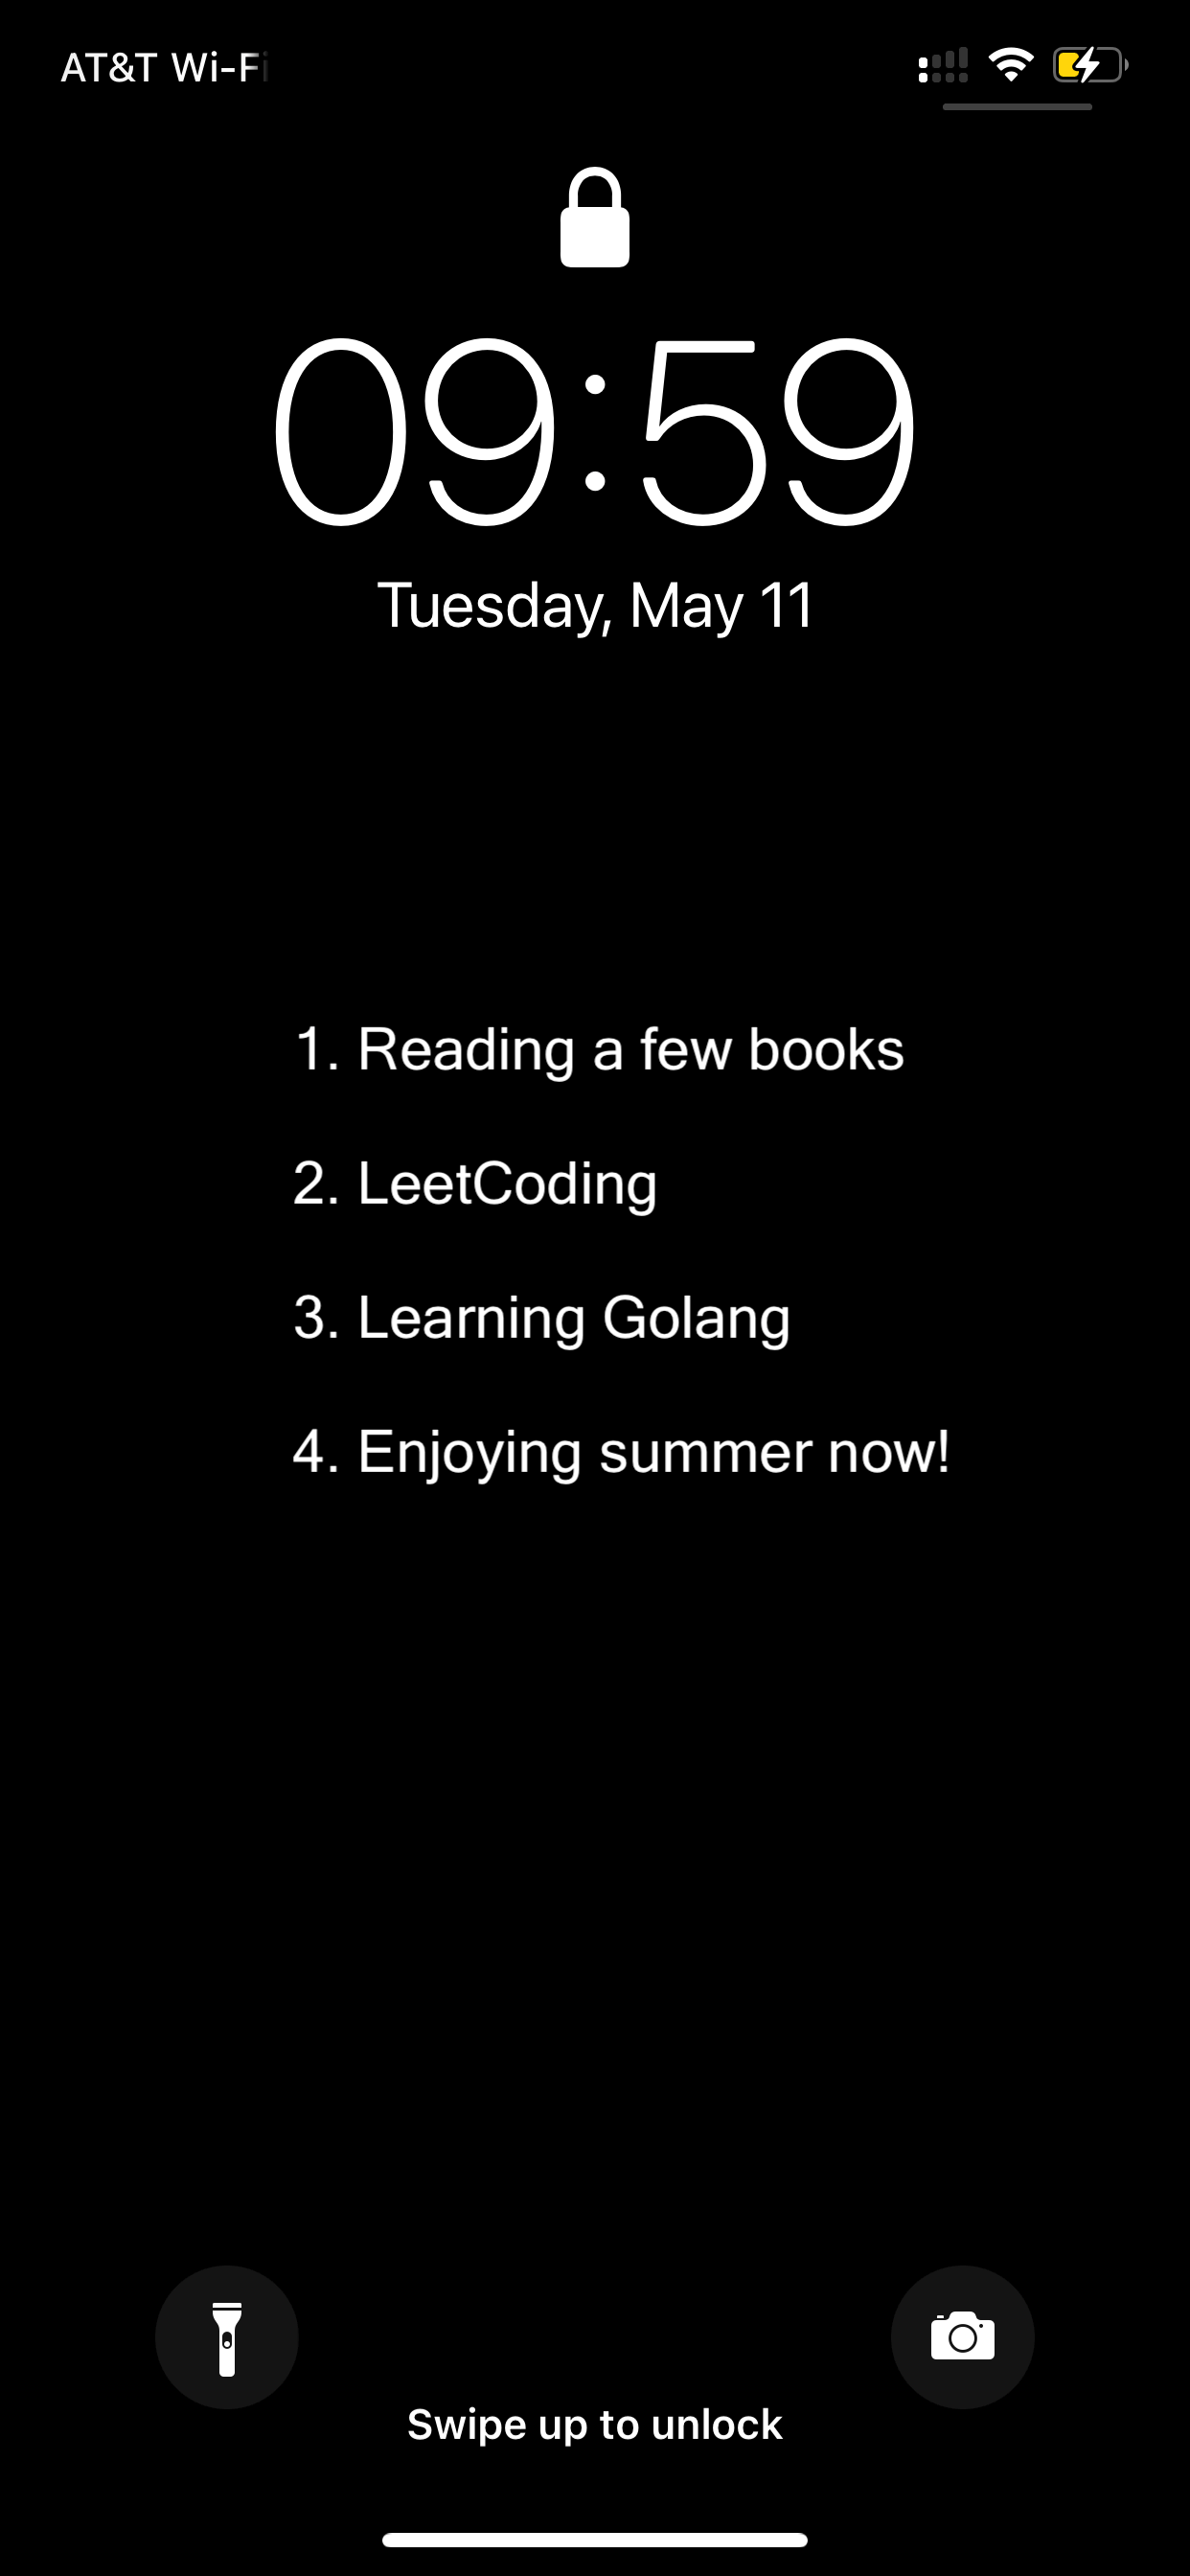 AT&T Wi-Fi
09:59
Tuesday, May 11
1. Reading a few books
2. LeetCoding
3. Learning Golang
4. Enjoying summer now!
Swipe up to unlock